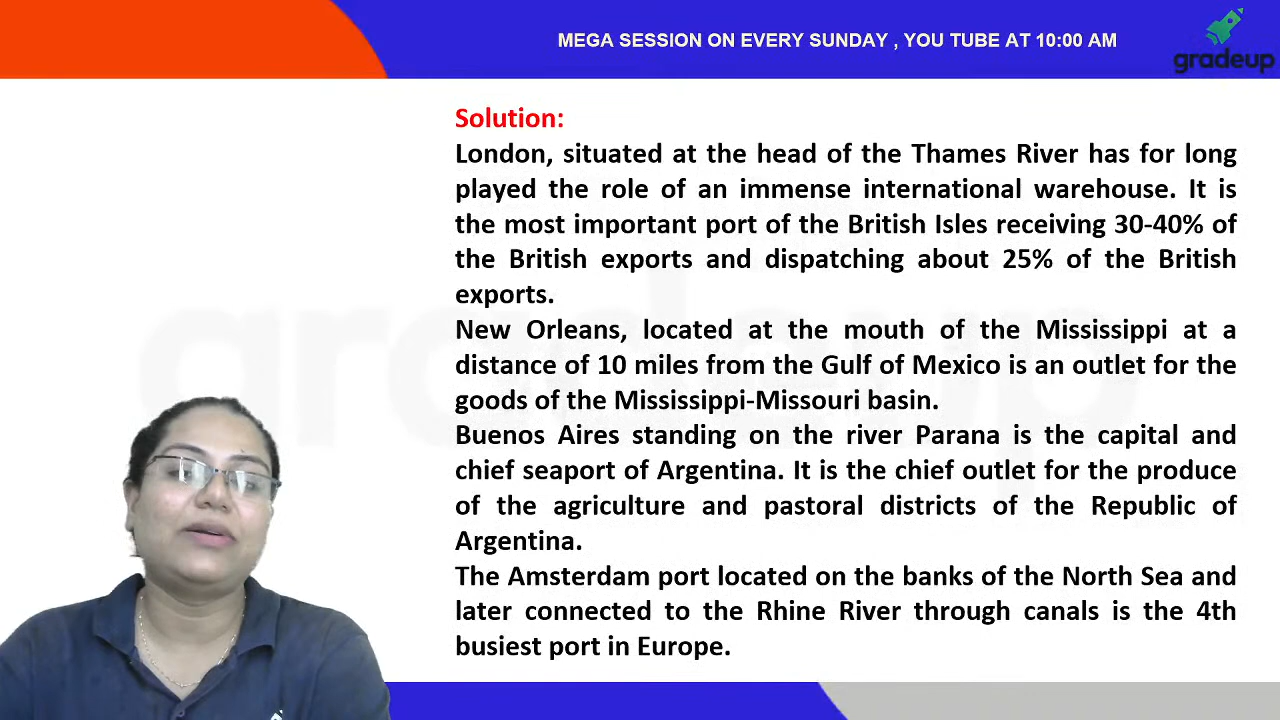 MEGA SESSION ON EVERY SUNDAY , YOU TUBE AT 10:00 AM
gradeup
Solution:
London, situated at the head of the Thames River has for long
played the role of an immense international warehouse. It is
the most important port of the British Isles receiving 30-40% of
the British exports and dispatching about 25% of the British
exports.
New Orleans, located at the mouth of the Mississippi at a
distance of 10 miles from the Gulf of Mexico is an outlet for the
goods of the Mississippi-Missouri basin.
Buenos Aires standing on the river Parana is the capital and
chief seaport of Argentina. It is the chief outlet for the produce
of the agriculture and pastoral districts of the Republic of
Argentina.
The Amsterdam port located on the banks of the North Sea and
later connected to the Rhine River through canals is the 4th
busiest port in Europe.
gradeup